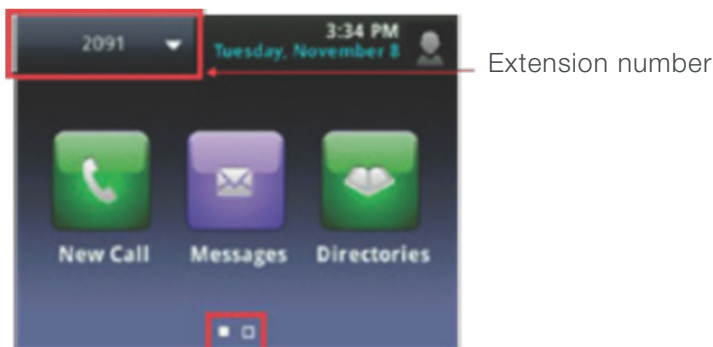 2091
3:34 PM
Tuesday, November 8
Extension number
New Call
Messages
Directories